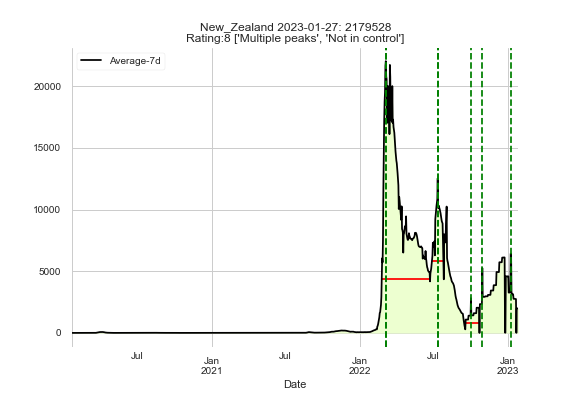 New_Zealand 2023-01-27: 2179528
Rating:8 ['Multiple peaks', 'Not in control']
Average-7d
20000
15000
10000
5000
0
Jul
Jan
2021
Jul
Jan
2022
Jul
Jan
2023
Date